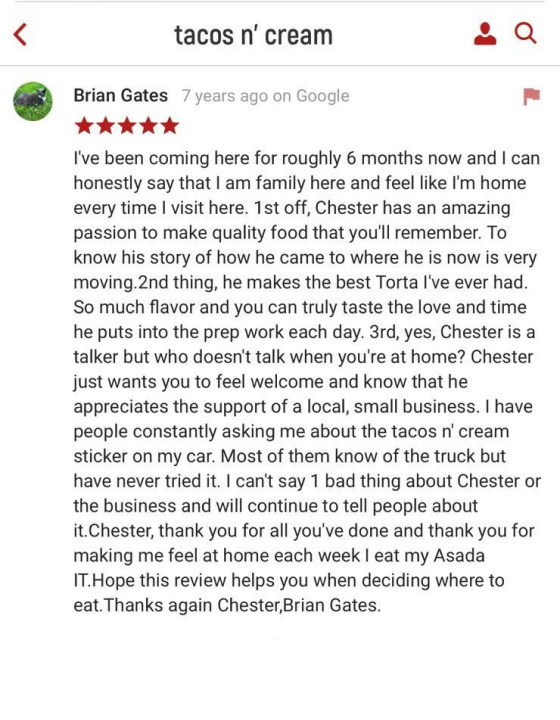 tacos n' cream
Brian Gates 7 years ago on Google
I've been coming here for roughly 6 months now and I can
honestly say that I am family here and feel like I'm home
every time I visit here. 1st off, Chester has an amazing
passion to make quality food that you'll remember. To
know his story of how he came to where he is now is very
moving.2nd thing, he makes the best Torta I've ever had.
So much flavor and you can truly taste the love and time
he puts into the prep work each day. 3rd, yes, Chester is a
talker but who doesn't talk when you're at home? Chester
just wants you to feel welcome and know that he
appreciates the support of a local, small business. I have
people constantly asking me about the tacos n' cream
sticker on my car. Most of them know of the truck but
have never tried it. I can't say 1 bad thing about Chester or
the business and will continue to tell people about
it.Chester, thank you for all you've done and thank you for
making me feel at home each week I eat my Asada
IT.Hope this review helps you when deciding where to
eat.Thanks again Chester,Brian Gates.